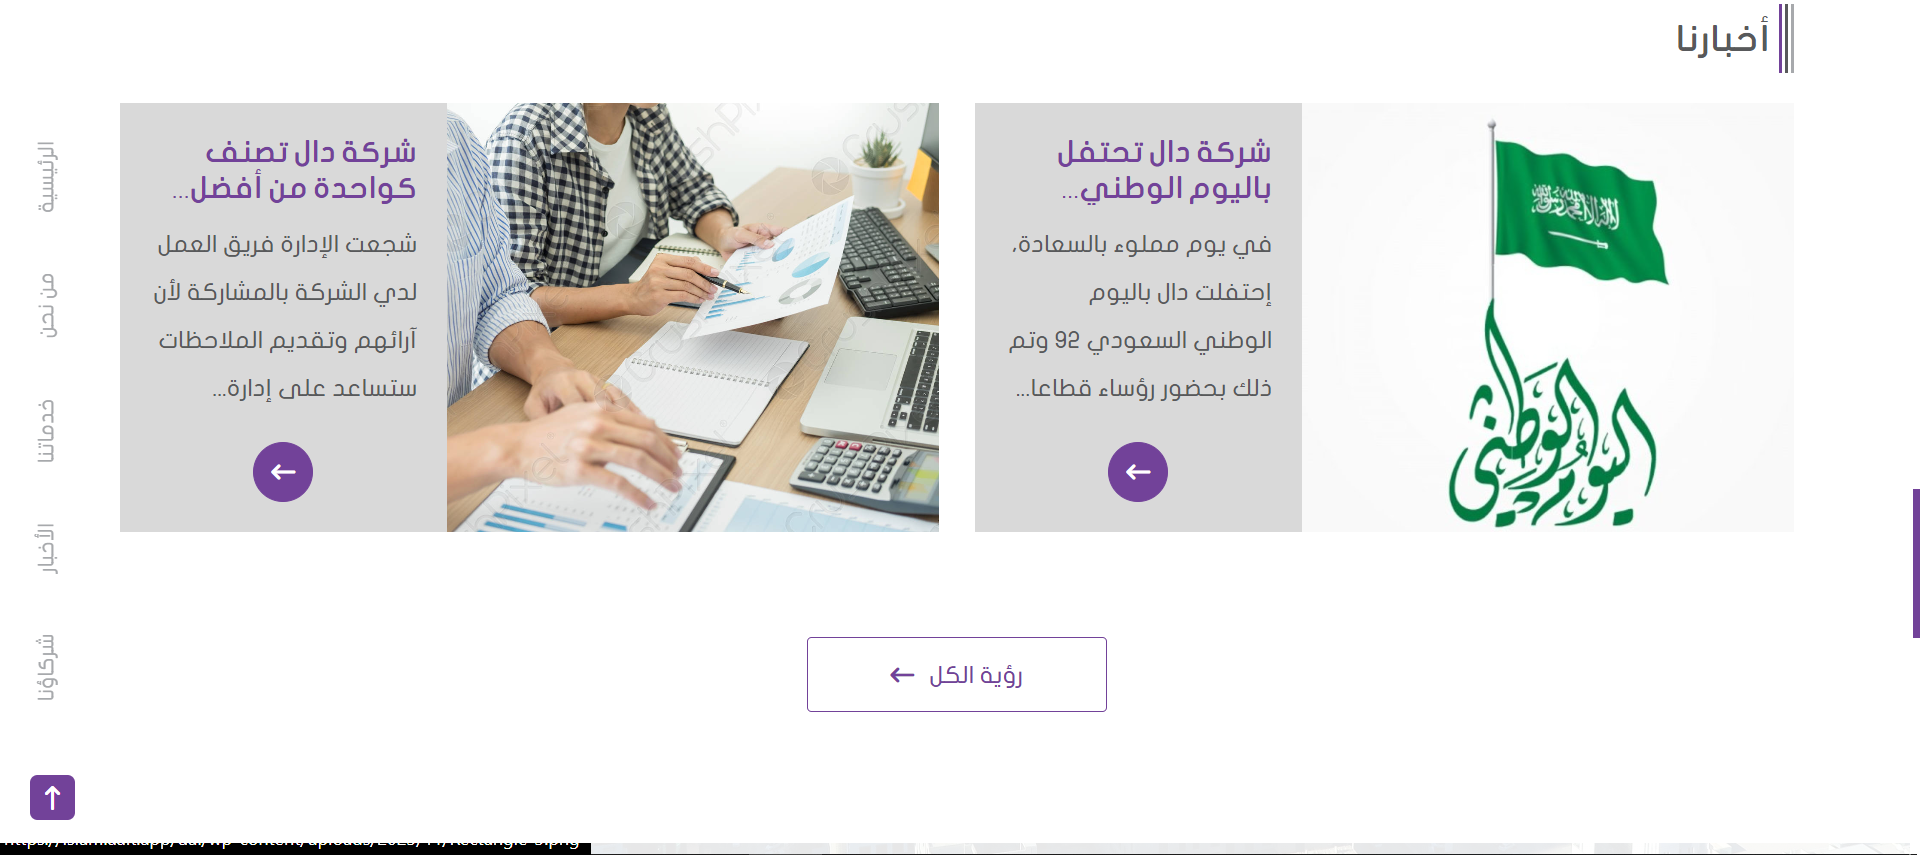 أخبارنا
شركة دال تحتفل
باليوم الوطني...
في يوم مملوء بالسعادة،
إحتفلت دال باليوم
الوطني السعودي 92 وتم
ذلك بحضور رؤساء قطاعا...
اليوم الوطني
شركة دال تصنف
كواحدة من أفضل...
شجعت الإدارة فريق العمل
لدي الشركة بالمشاركة لأن
آرائهم وتقديم الملاحظات
ستساعد على إدارة...
رؤية الكل
الرئيسية
من نحن
خدماتنا
الأخبار
شركاؤنا